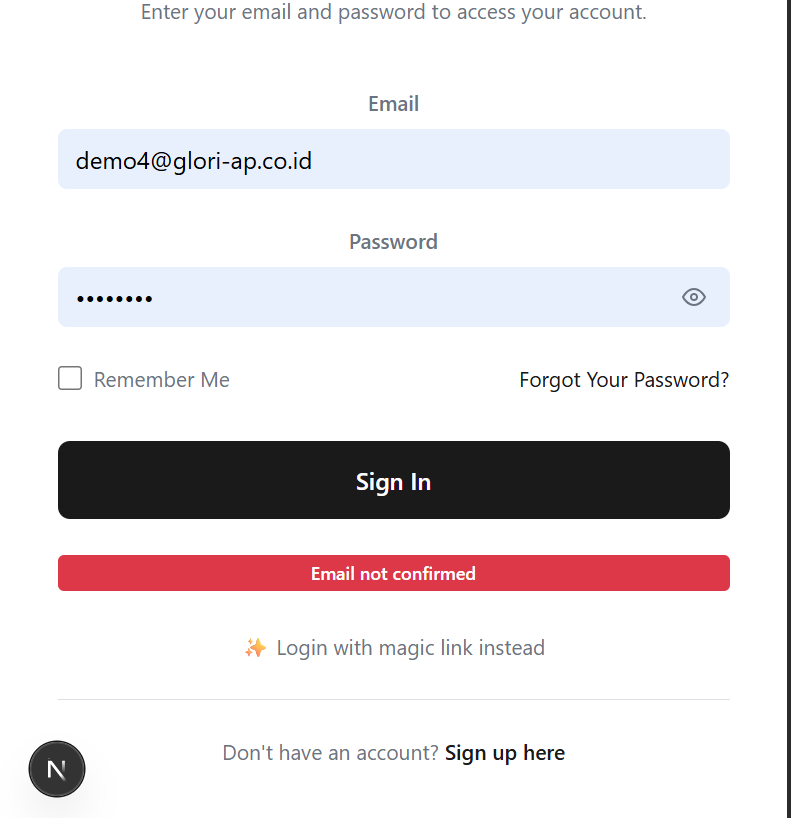 Enter your email and password to access your account.
Email
demo4@glori-ap.co.id
Password
••••••••
Remember Me
Forgot Your Password?
Sign In
Email not confirmed
✨ Login with magic link instead
Don't have an account? Sign up here
N